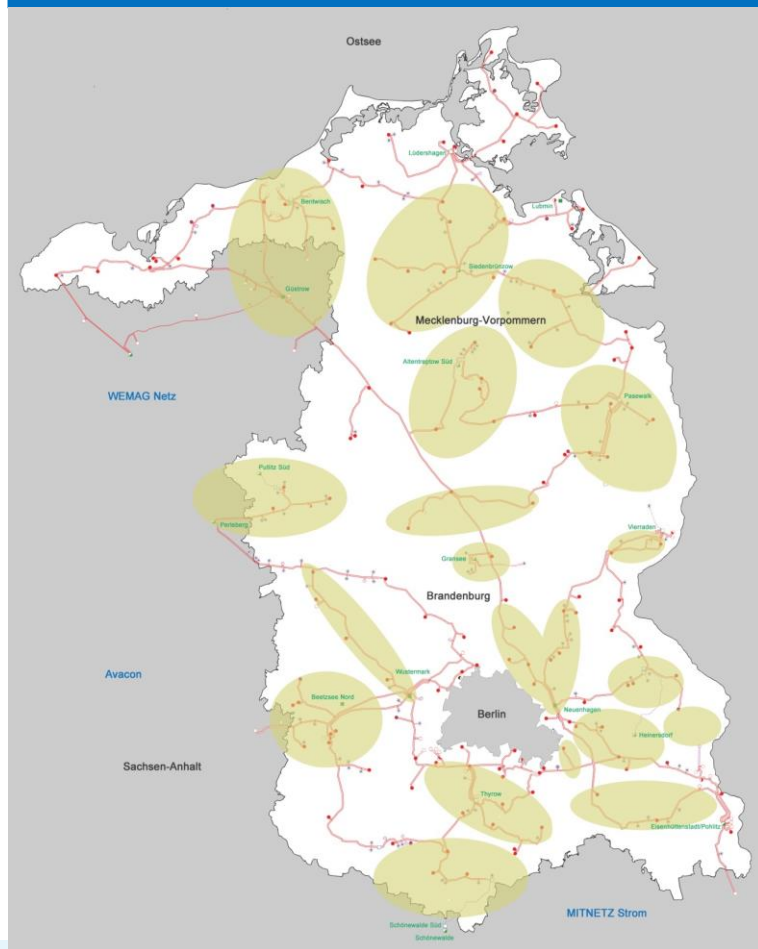 Ostsee
Lüdershagen
Bentwisch
Lubmin
Siedenbrünzow
Güstrow
Mecklenburg-Vorpommern
Altentreptow Süd
WEMAG Netz
Pasewalk
Putlitz Süd
Perleberg
Vierraden
Gransee
Brandenburg
Avacon
Wustermark
Beetzsee Nord
Neuenhagen
Berlin
Heinersdorf
Sachsen-Anhalt
Thyrow
Eisenhüttenstadt/Pohlitz
MITNETZ Strom
Schönewalde Süd
Schönewalde